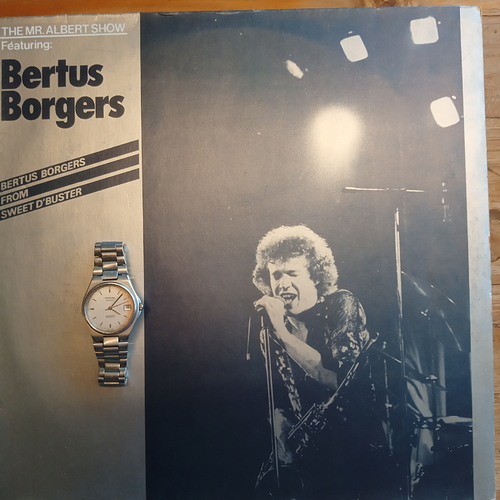 THE MR. ALBERT SHOW
Featuring:
Bertus
Borgers
BERTUS BORGERS
FROM
SWEET D'BUSTER